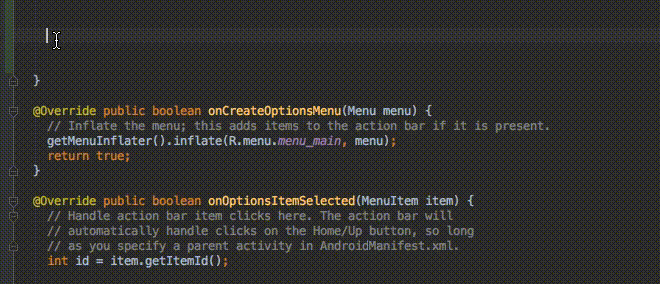 }
@Override public boolean onCreateOptionsMenu(Menu menu) {
// Inflate the menu; this adds items to the action bar if it is present.
getMenuInflater().inflate(R.menu.menu_main, menu);
return true;
}
@Override public boolean onOptionsItemSelected(MenuItem item) {
// Handle action bar item clicks here. The action bar will
// automatically handle clicks on the Home/Up button, so long
// as you specify a parent activity in AndroidManifest.xml.
int id = item.getItemId();